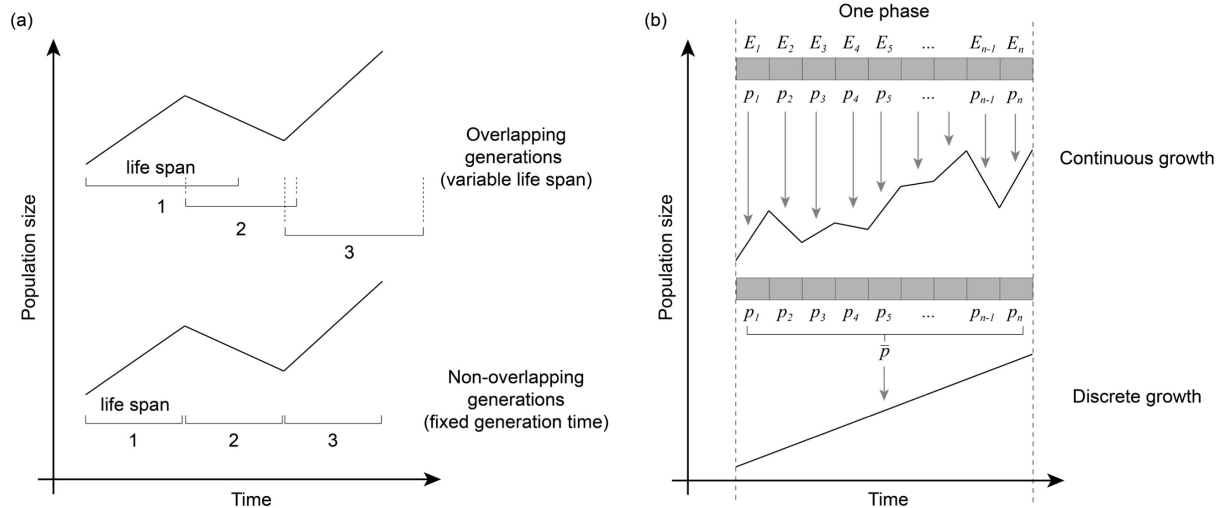 (a)
Population size
life span
1
2
3
Overlapping
generations
(variable life span)
life span
1
2
3
Non-overlapping
generations
(fixed generation time)
Time
(b)
One phase
Population size
E₁ E₂ E₃ E₄ E₅ ... Eₙ₋₁ Eₙ
p₁ p₂ p₃ p₄ p₅ ... pₙ₋₁ pₙ
Continuous growth
p₁ p₂ p₃ p₄ p₅ ... pₙ₋₁ pₙ
p̅
Discrete growth
Time